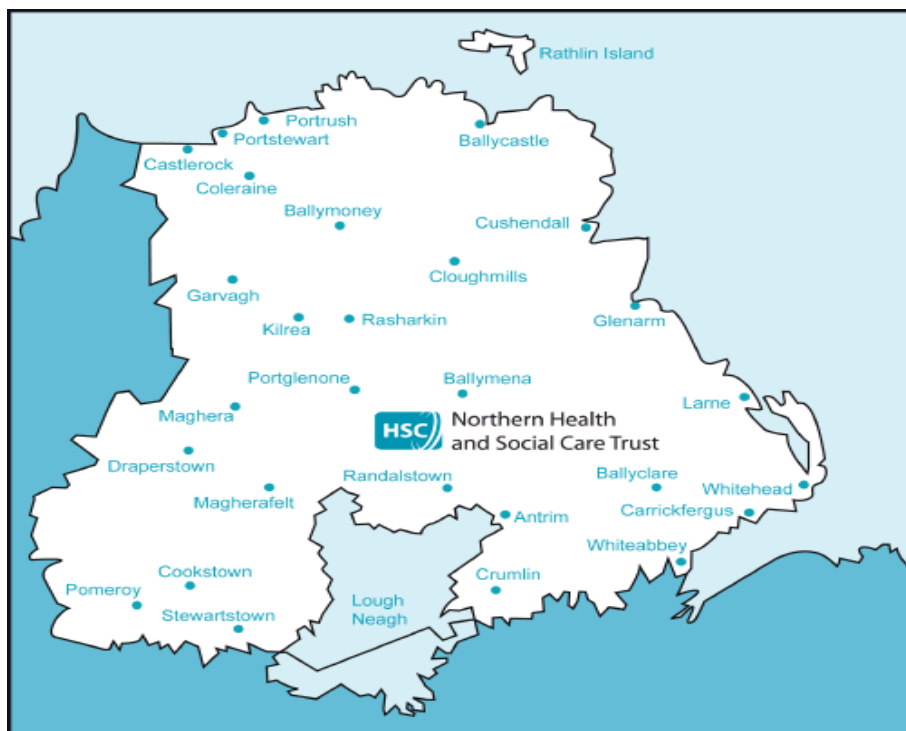 Rathlin Island
Portrush
Portstewart
Ballycastle
Castlerock
Coleraine
Ballymoney
Cushendall
Cloughmills
Garvagh
Glenarm
Kilrea
Rasharkin
Portglenone
Ballymena
Larne
Maghera
HSC
Northern Health
and Social Care Trust
Draperstown
Randalstown
Ballyclare
Whitehead
Magherafelt
Carrickfergus
Antrim
Whiteabbey
Cookstown
Crumlin
Pomeroy
Lough
Neagh
Stewartstown